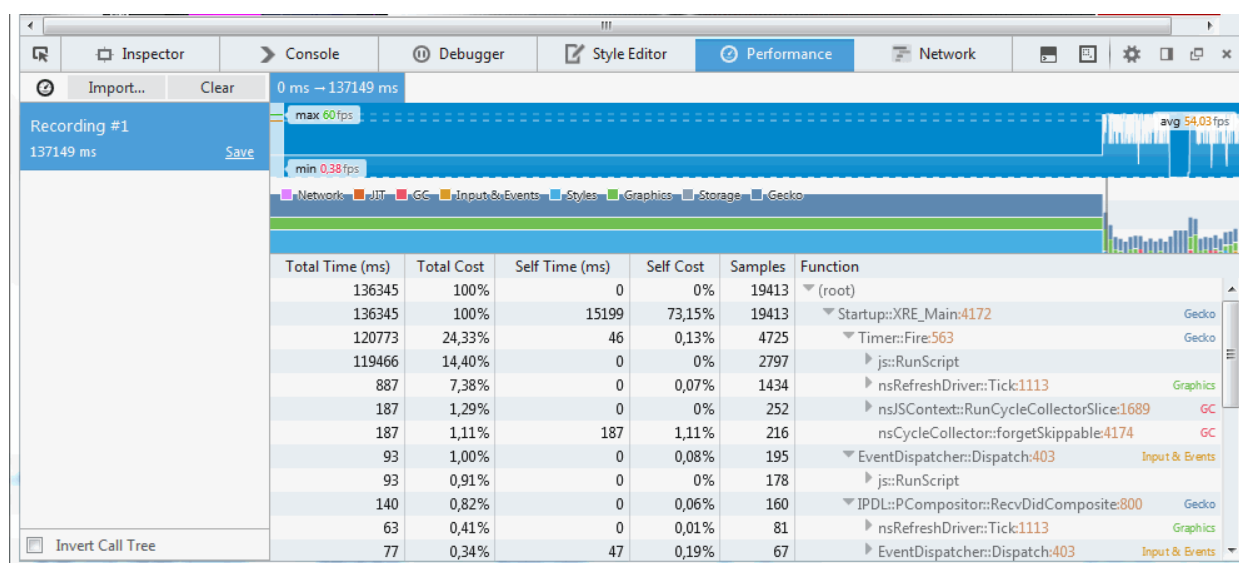 Inspector Console Debugger Style Editor Performance Network
Import... Clear 0 ms → 137149 ms
Recording #1
137149 ms Save
max 60 fps
avg 54,03 fps
min 0,38 fps
Network JIT GC Input & Events Styles Graphics Storage Gecko
Total Time (ms) Total Cost Self Time (ms) Self Cost Samples Function
136345 100% 0 0% 19413 (root)
136345 100% 15199 73,15% 19413 Startup::XRE_Main:4172 Gecko
120773 24,33% 46 0,13% 4725 Timer::Fire:563 Gecko
119466 14,40% 0 0% 2797 js::RunScript
887 7,38% 0 0,07% 1434 nsRefreshDriver::Tick:1113 Graphics
187 1,29% 0 0% 252 nsJSContext::RunCycleCollectorSlice:1689 GC
187 1,11% 187 1,11% 216 nsCycleCollector::forgetSkippable:4174 GC
93 1,00% 0 0,08% 195 EventDispatcher::Dispatch:403 Input & Events
93 0,91% 0 0% 178 js::RunScript
140 0,82% 0 0,06% 160 IPDL::PCompositor::RecvDidComposite:800 Gecko
63 0,41% 0 0,01% 81 nsRefreshDriver::Tick:1113 Graphics
77 0,34% 47 0,19% 67 EventDispatcher::Dispatch:403 Input & Events
Invert Call Tree